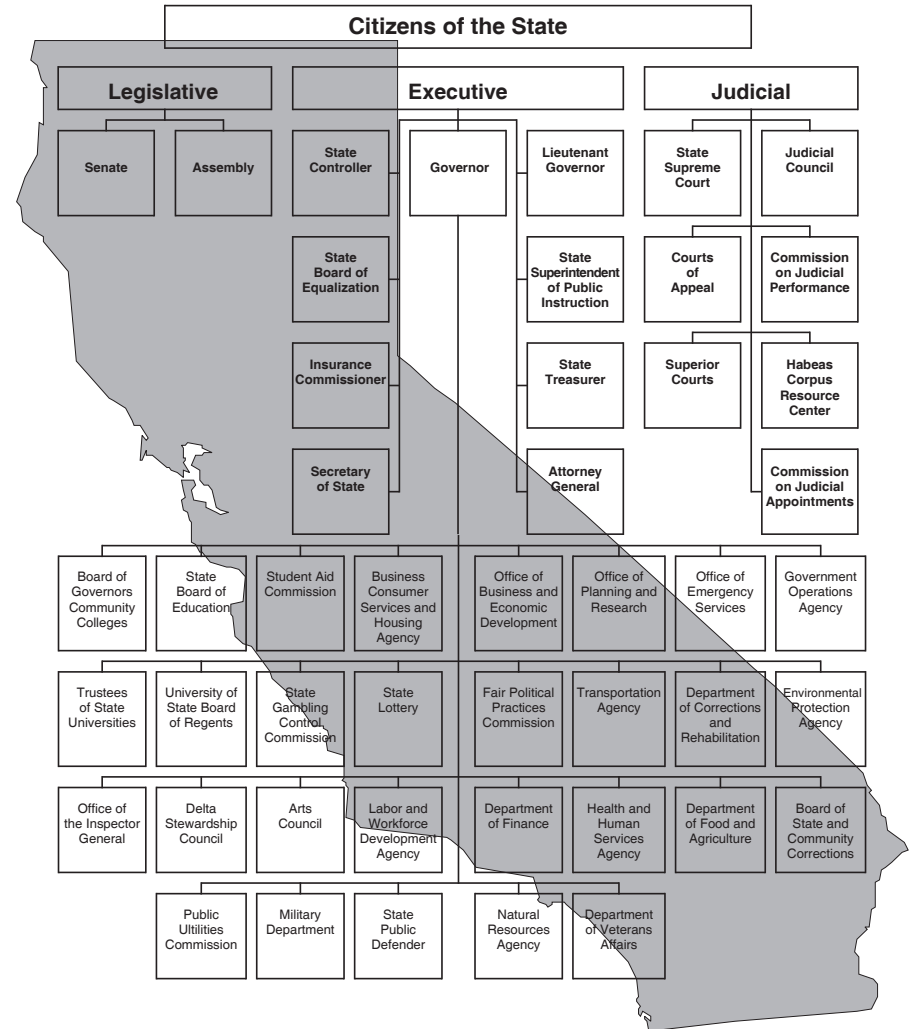 Citizens of the State
Legislative
Executive
Judicial
Senate
Assembly
State
Controller
Governor
Lieutenant
Governor
State
Supreme
Court
Judicial
Council
State
Board of
Equalization
State
Superintendent
of Public
Instruction
Courts
of
Appeal
Commission
on Judicial
Performance
Insurance
Commissioner
State
Treasurer
Superior
Courts
Habeas
Corpus
Resource
Center
Secretary
of State
Attorney
General
Commission
on Judicial
Appointments
Board of
Governors
Community
Colleges
State
Board of
Education
Student Aid
Commission
Business
Consumer
Services and
Housing
Agency
Office of
Business and
Economic
Development
Office of
Planning and
Research
Office of
Emergency
Services
Government
Operations
Agency
Trustees
of State
Universities
University of
State Board
of Regents
State
Gambling
Control
Commission
State
Lottery
Fair Political
Practices
Commission
Transportation
Agency
Department
of Corrections
and
Rehabilitation
Environmental
Protection
Agency
Office of
the Inspector
General
Delta
Stewardship
Council
Arts
Council
Labor and
Workforce
Development
Agency
Department
of Finance
Health and
Human
Services
Agency
Department
of Food and
Agriculture
Board of
State and
Community
Corrections
Public
Ultilities
Commission
Military
Department
State
Public
Defender
Natural
Resources
Agency
Department
of Veterans
Affairs